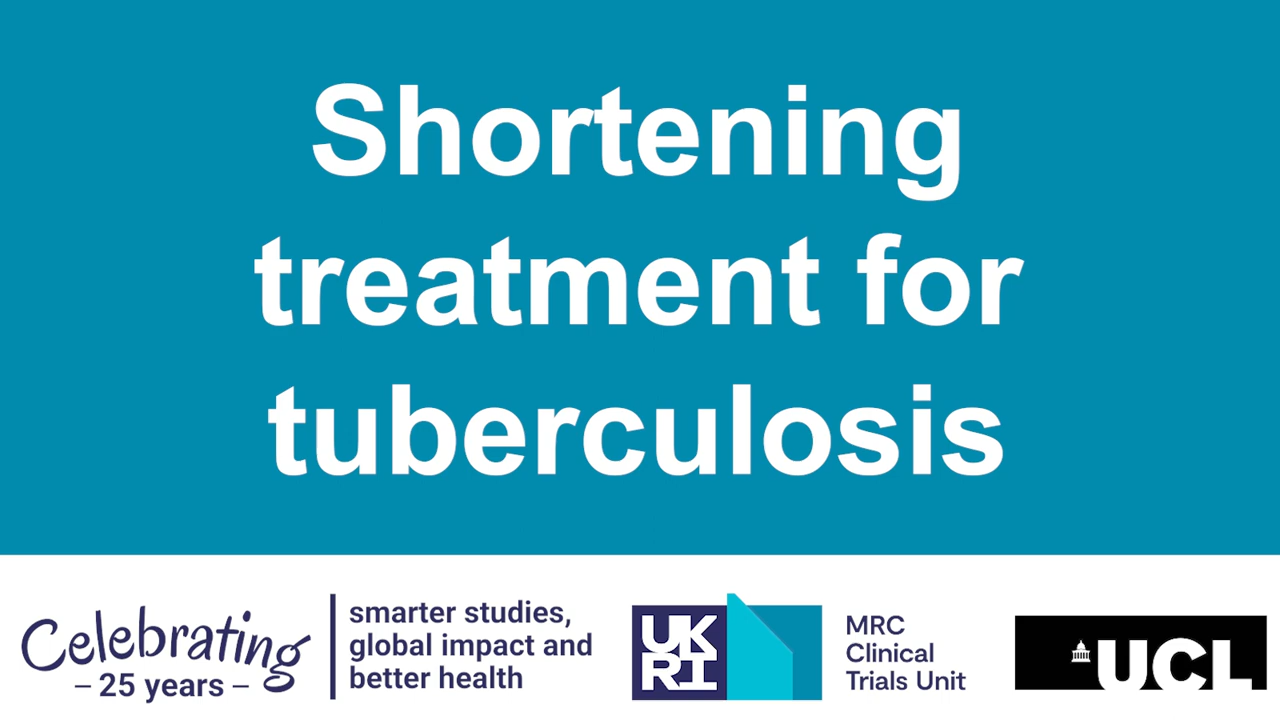 Shortening
treatment for
tuberculosis
Celebrating
– 25 years –
smarter studies,
global impact and
better health
UK
RI
MRC
Clinical
Trials Unit
UCL